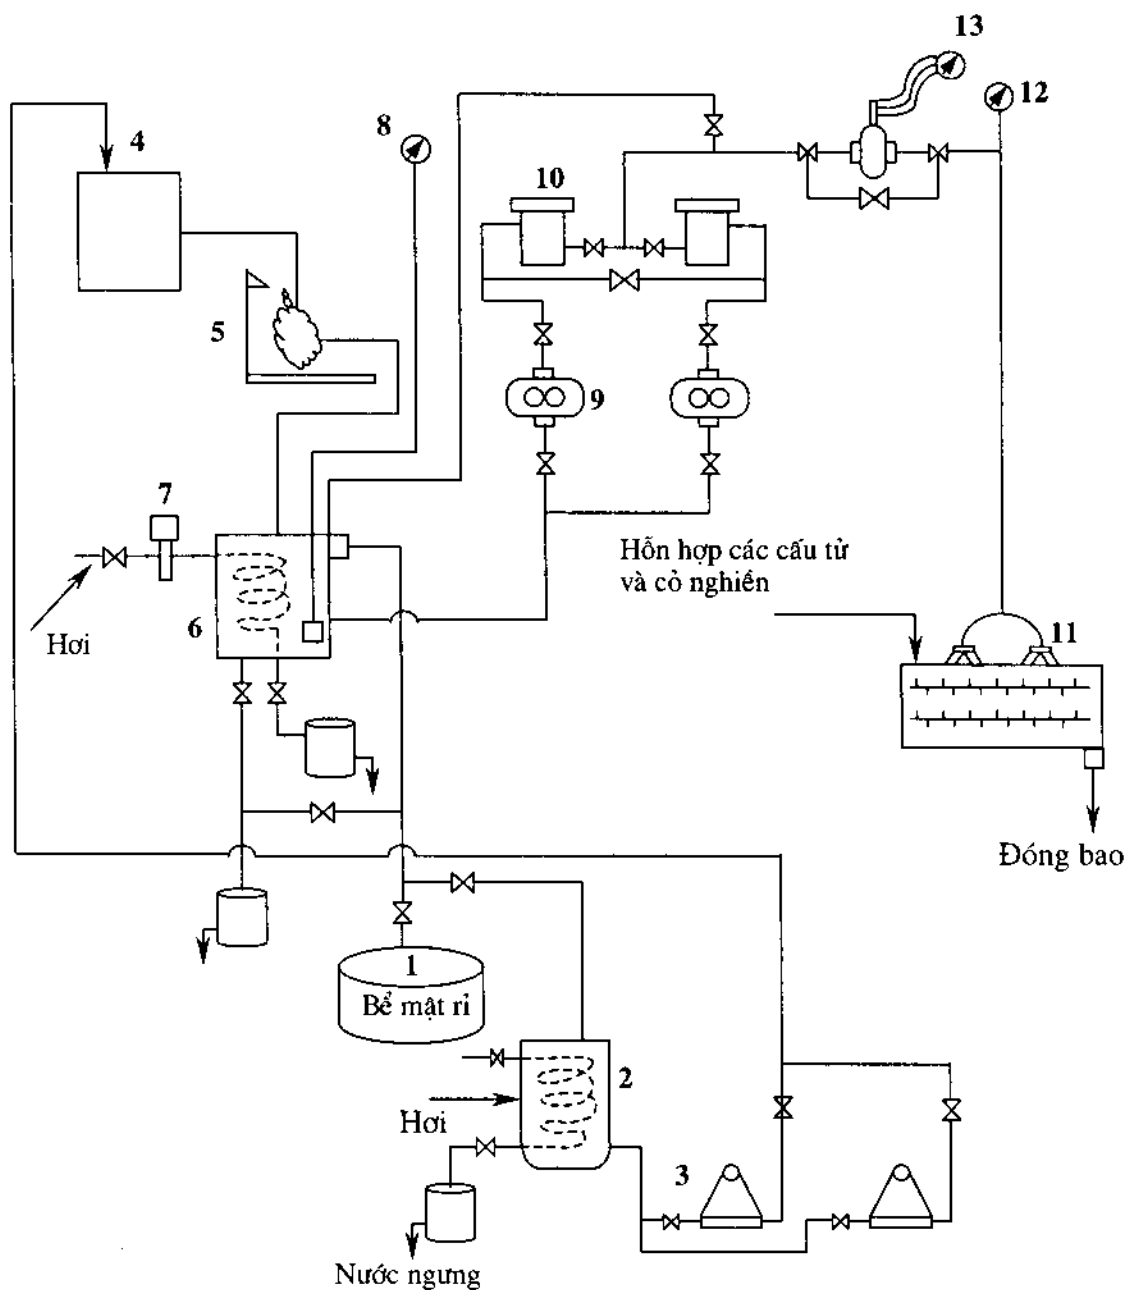 13
12
4
8
10
5
9
7
Hỗn hợp các cấu tử
và cỏ nghiền
6
Hơi
11
Đóng bao
1
Bể mật rỉ
2
Hơi
3
Nước ngưng